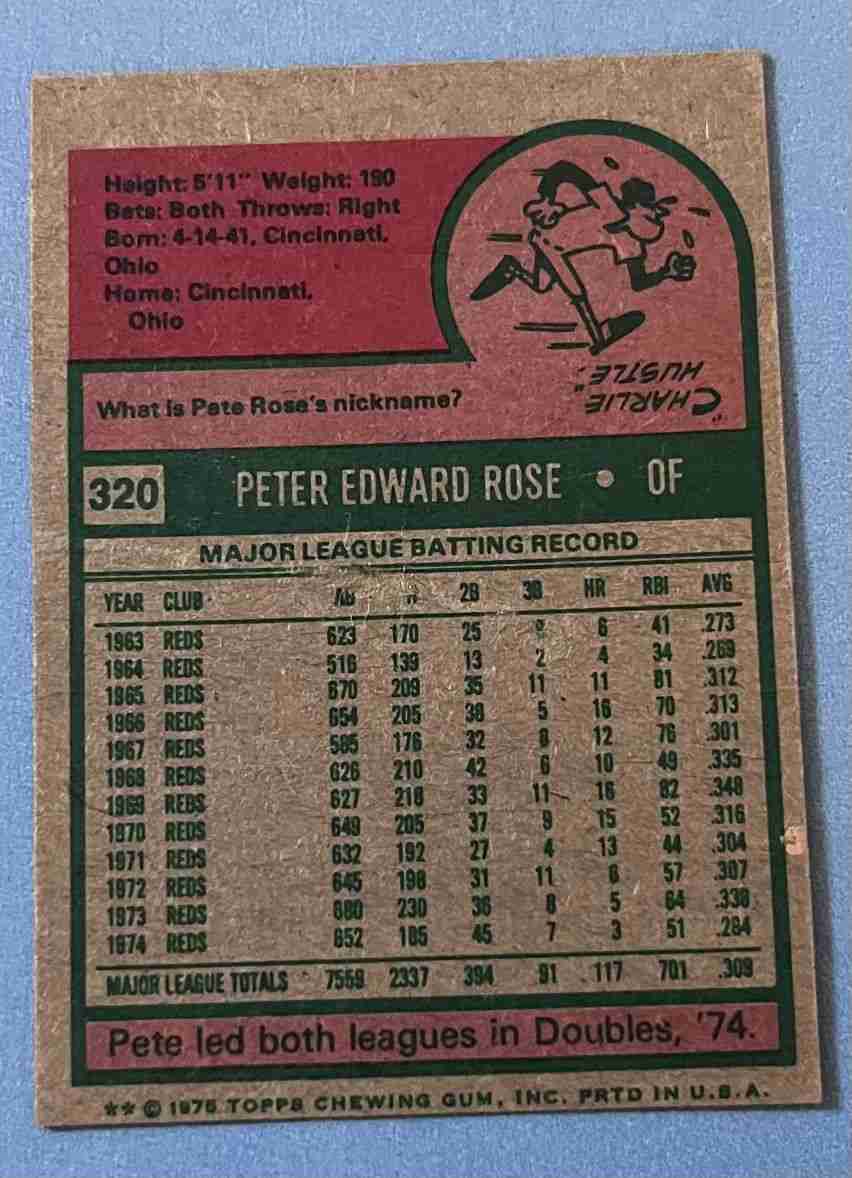 Height: 5'11" Weight: 190
Bats: Both Throws: Right
Born: 4-14-41, Cincinnati,
Ohio
Home: Cincinnati,
Ohio
What is Pete Rose's nickname?
"CHARLIE
HUSTLE"
320 PETER EDWARD ROSE • OF
MAJOR LEAGUE BATTING RECORD
YEAR CLUB AB H 2B 3B HR RBI AVG
1963 REDS 623 170 25 9 6 41 .273
1964 REDS 516 139 13 2 4 34 .269
1965 REDS 670 209 35 11 11 81 .312
1966 REDS 654 205 38 5 16 70 .313
1967 REDS 585 176 32 8 12 76 .301
1968 REDS 626 210 42 6 10 49 .335
1969 REDS 627 218 33 11 16 82 .348
1970 REDS 649 205 37 9 15 52 .316
1971 REDS 632 192 27 4 13 44 .304
1972 REDS 645 198 31 11 6 57 .307
1973 REDS 680 230 36 8 5 64 .338
1974 REDS 652 185 45 7 3 51 .284
MAJOR LEAGUE TOTALS 7559 2337 394 91 117 701 .309
Pete led both leagues in Doubles, '74.
** © 1975 TOPPS CHEWING GUM, INC. PRTD IN U.S.A.